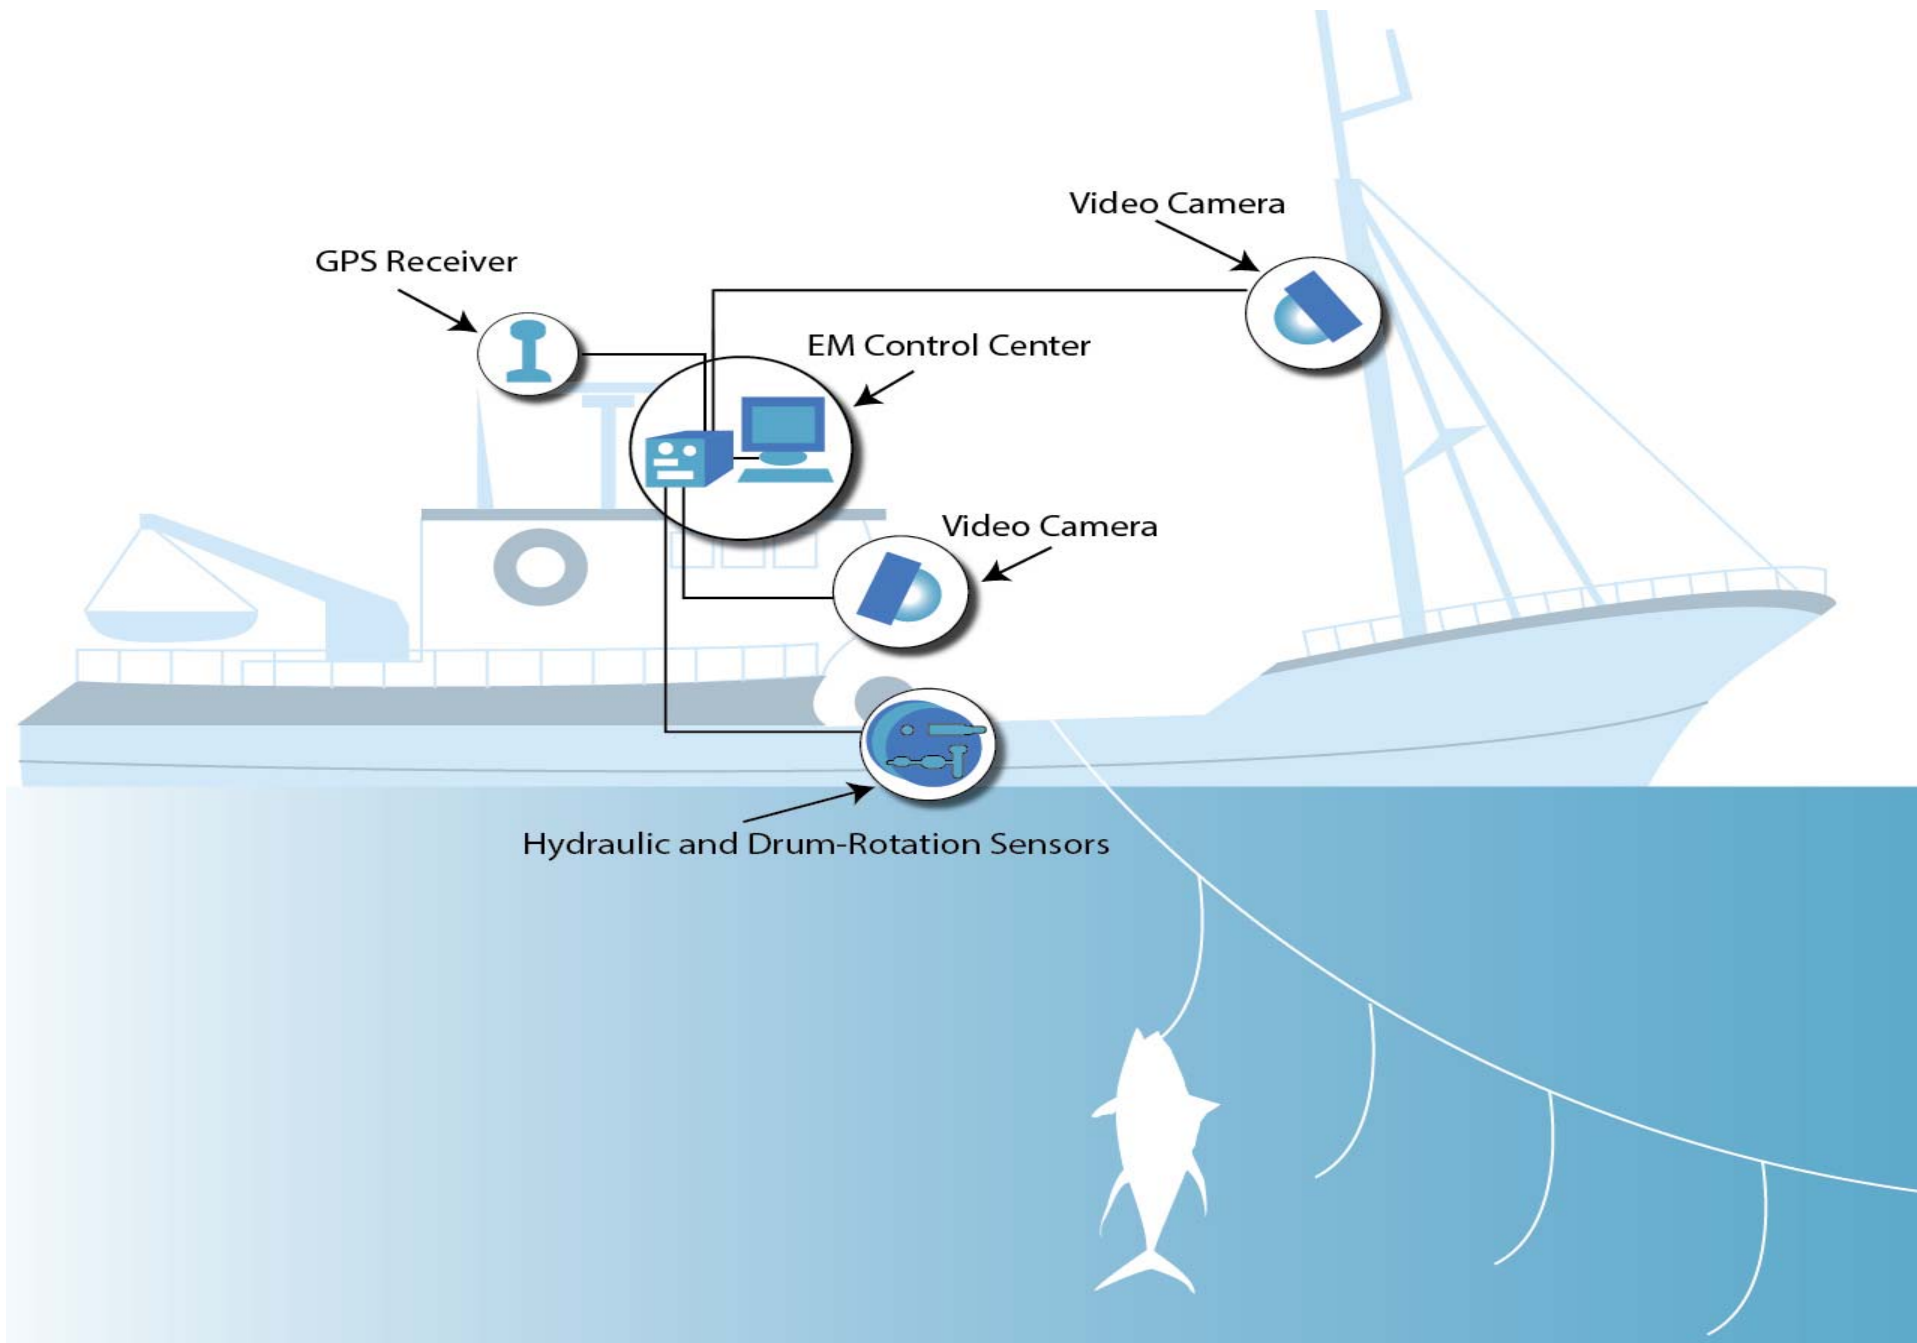 Video Camera
GPS Receiver
EM Control Center
Video Camera
Hydraulic and Drum-Rotation Sensors